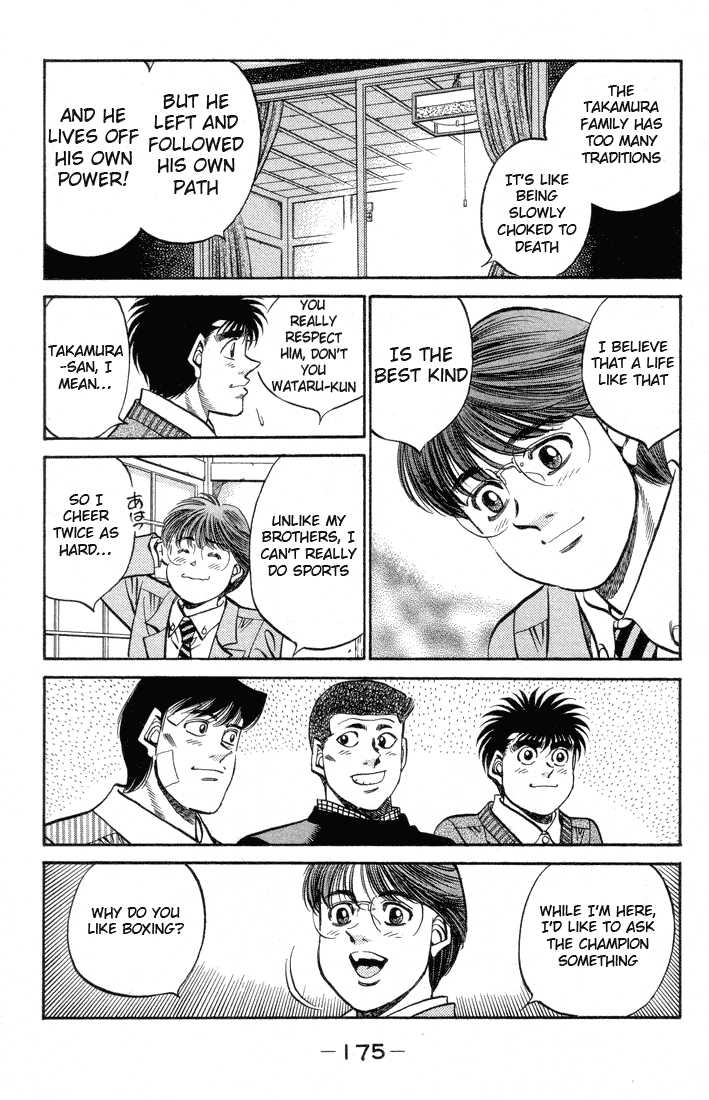 THE
TAKAMURA
FAMILY HAS
TOO MANY
TRADITIONS
IT'S LIKE
BEING
SLOWLY
CHOKED TO
DEATH
BUT HE
LEFT AND
FOLLOWED
HIS OWN
PATH
AND HE
LIVES OFF
HIS OWN
POWER!
I BELIEVE
THAT A LIFE
LIKE THAT
IS THE
BEST KIND
YOU
REALLY
RESPECT
HIM, DON'T
YOU
WATARU-KUN
TAKAMURA
-SAN, I
MEAN...
UNLIKE MY
BROTHERS, I
CAN'T REALLY
DO SPORTS
あはっ
SO I
CHEER
TWICE AS
HARD...
WHILE I'M HERE,
I'D LIKE TO ASK
THE CHAMPION
SOMETHING
WHY DO YOU
LIKE BOXING?
－175－